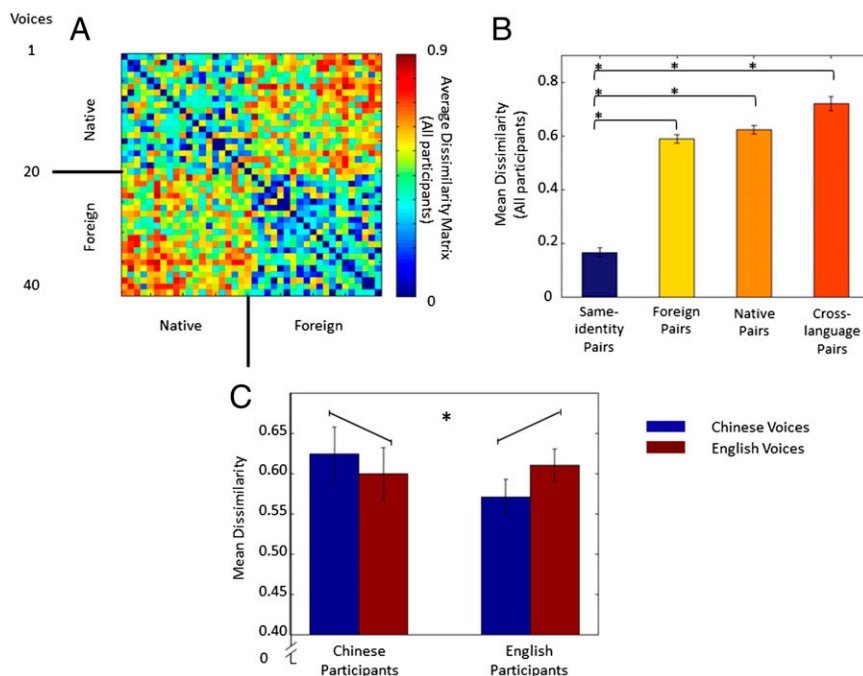 Voices
A
1
20
40
Native
Foreign
Native
Foreign
0.9
0
Average Dissimilarity Matrix
(All participants)
B
Mean Dissimilarity
(All participants)
0.8
0.6
0.4
0.2
0
*
*
*
*
*
*
Same-
identity
Pairs
Foreign
Pairs
Native
Pairs
Cross-
language
Pairs
C
Mean Dissimilarity
0.65
0.60
0.55
0.50
0.45
0.40
0
*
Chinese
Participants
English
Participants
Chinese Voices
English Voices